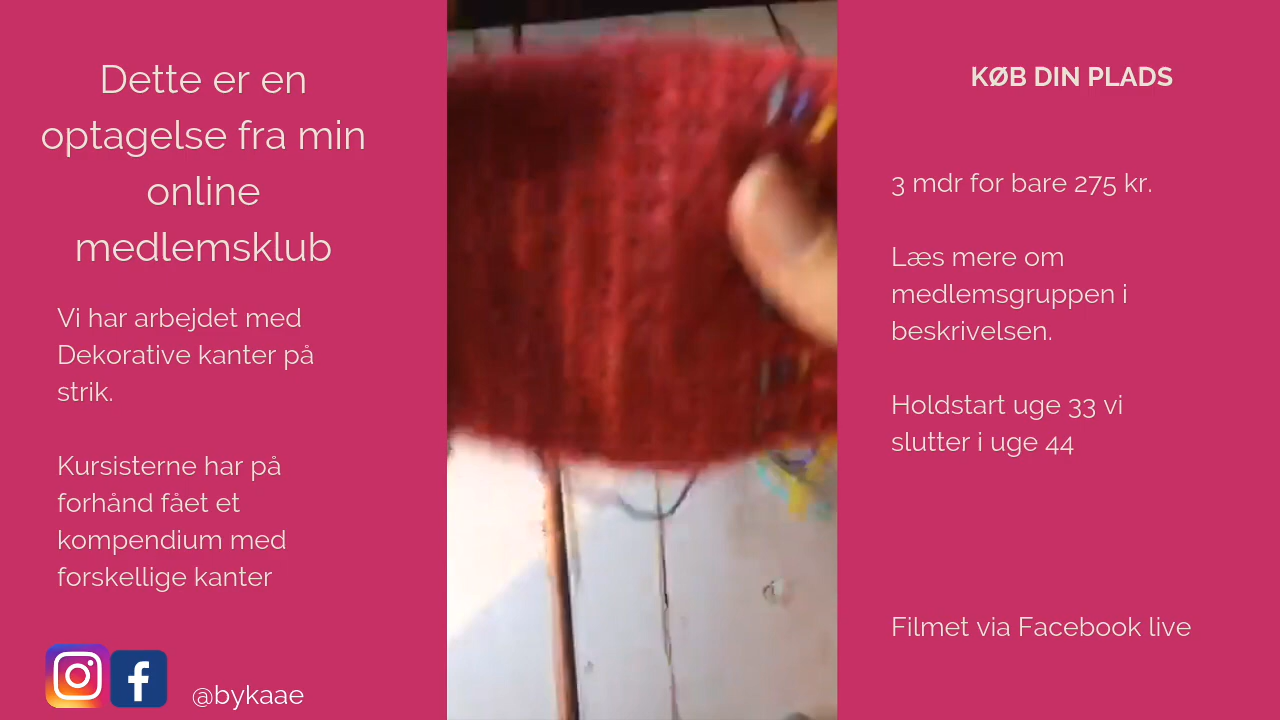 Dette er en
optagelse fra min
online
medlemsklub
Vi har arbejdet med
Dekorative kanter på
strik.
Kursisterne har på
forhånd fået et
kompendium med
forskellige kanter
@bykaae
KØB DIN PLADS
3 mdr for bare 275 kr.
Læs mere om
medlemsgruppen i
beskrivelsen.
Holdstart uge 33 vi
slutter i uge 44
Filmet via Facebook live